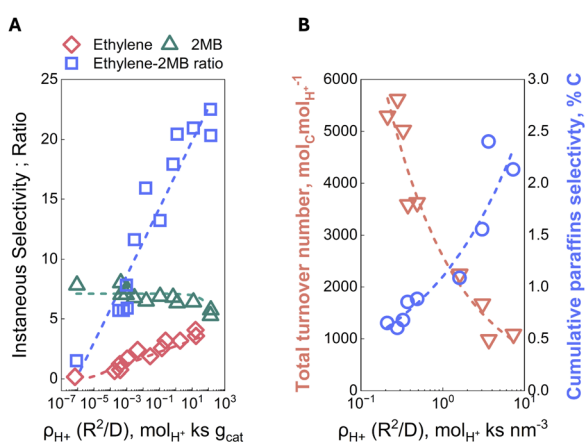 A
Ethylene
2MB
Ethylene-2MB ratio
25
20
15
10
5
0
Instaneous Selectivity ; Ratio
10⁻⁷ 10⁻⁵ 10⁻³ 10⁻¹ 10¹ 10³
ρH+ (R²/D), molH⁺ ks gcat
B
6000
5000
4000
3000
2000
1000
0
Total turnover number, molC molH⁺⁻¹
3.0
2.5
2.0
1.5
1.0
0.5
0.0
Cumulative paraffins selectivty, % C
10⁻¹ 10⁰ 10¹
ρH+ (R²/D), molH⁺ ks nm⁻³